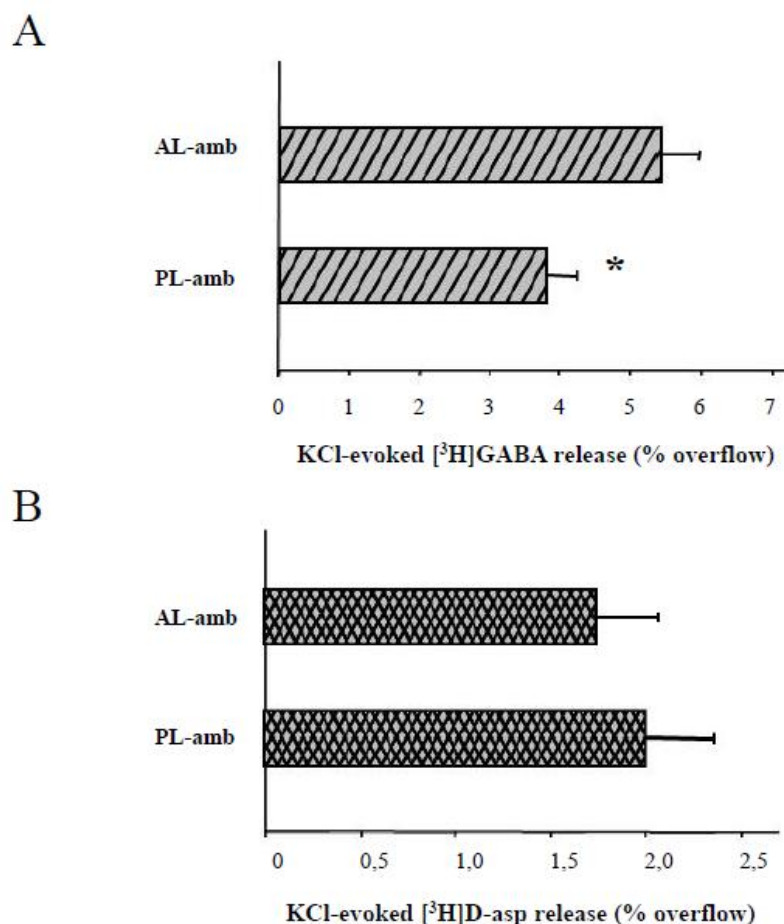 A
AL-amb
PL-amb
*
0 1 2 3 4 5 6 7
KCl-evoked [³H]GABA release (% overflow)
B
AL-amb
PL-amb
0 0,5 1,0 1,5 2,0 2,5
KCl-evoked [³H]D-asp release (% overflow)